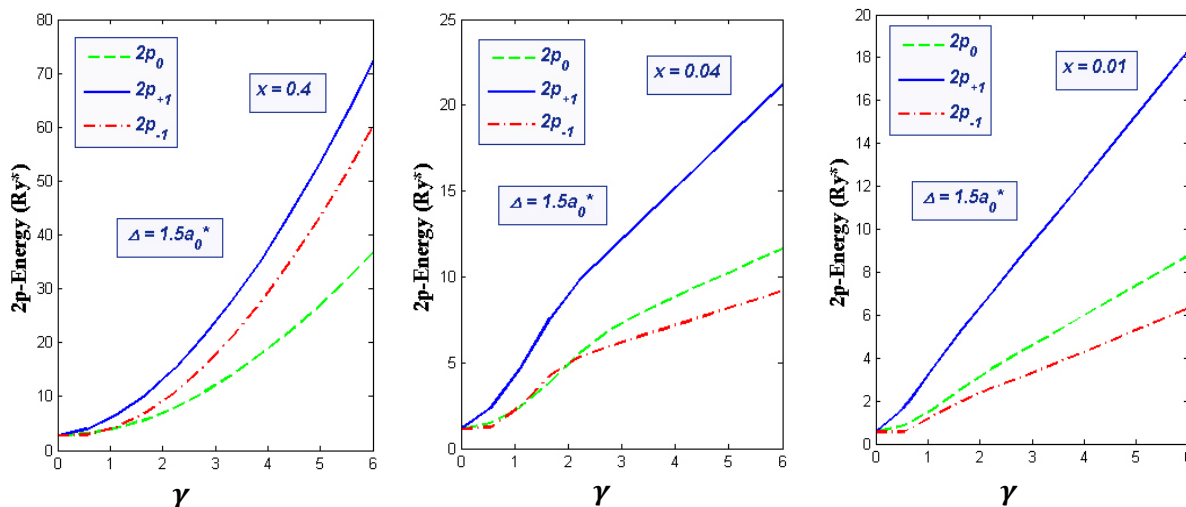 2p-Energy (Ry*)
80
70
60
50
40
30
20
10
0
0 1 2 3 4 5 6
γ
2p0
2p+1
2p-1
x = 0.4
Δ = 1.5a0*
2p-Energy (Ry*)
25
20
15
10
5
0
0 1 2 3 4 5 6
γ
2p0
2p+1
2p-1
x = 0.04
Δ = 1.5a0*
2p-Energy (Ry*)
20
18
16
14
12
10
8
6
4
2
0
0 1 2 3 4 5 6
γ
2p0
2p+1
2p-1
x = 0.01
Δ = 1.5a0*